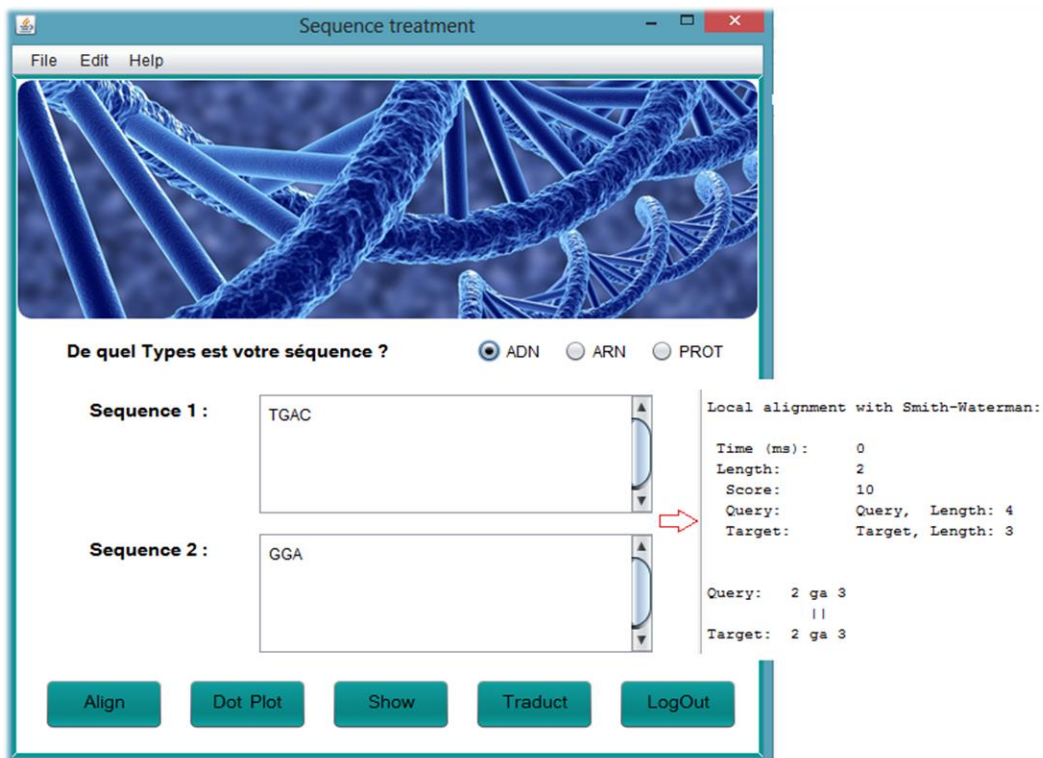 Sequence treatment
File Edit Help
De quel Types est votre séquence ? ADN ARN PROT
Sequence 1 : TGAC
Sequence 2 : GGA
Align Dot Plot Show Traduct LogOut
Local alignment with Smith-Waterman:
Time (ms): 0
Length: 2
Score: 10
Query: Query, Length: 4
Target: Target, Length: 3
Query: 2 ga 3
||
Target: 2 ga 3